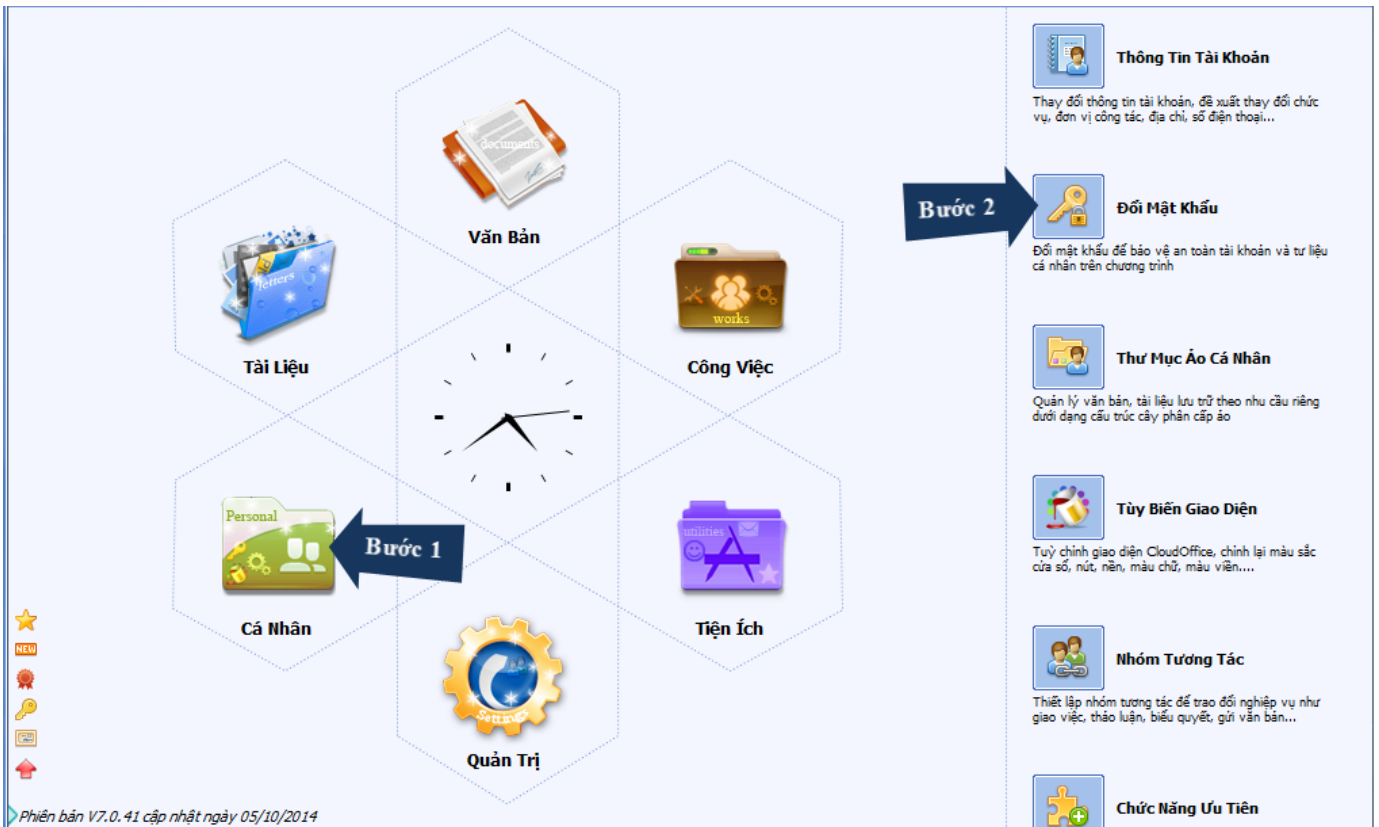 documents
Văn Bản
letters
Tài Liệu
works
Công Việc
Personal
Bước 1
Cá Nhân
utilities
Tiện Ích
Settings
Quản Trị
NEW
Phiên bản V7.0.41 cập nhật ngày 05/10/2014
Thông Tin Tài Khoản
Thay đổi thông tin tài khoản, đề xuất thay đổi chức
vụ, đơn vị công tác, địa chỉ, số điện thoại...
Bước 2
Đổi Mật Khẩu
Đổi mật khẩu để bảo vệ an toàn tài khoản và tư liệu
cá nhân trên chương trình
Thư Mục Ảo Cá Nhân
Quản lý văn bản, tài liệu lưu trữ theo nhu cầu riêng
dưới dạng cấu trúc cây phân cấp ảo
Tùy Biến Giao Diện
Tuỳ chỉnh giao diện CloudOffice, chỉnh lại màu sắc
cửa sổ, nút, nền, màu chữ, màu viền....
Nhóm Tương Tác
Thiết lập nhóm tương tác để trao đổi nghiệp vụ như
giao việc, thảo luận, biểu quyết, gửi văn bản...
Chức Năng Ưu Tiên